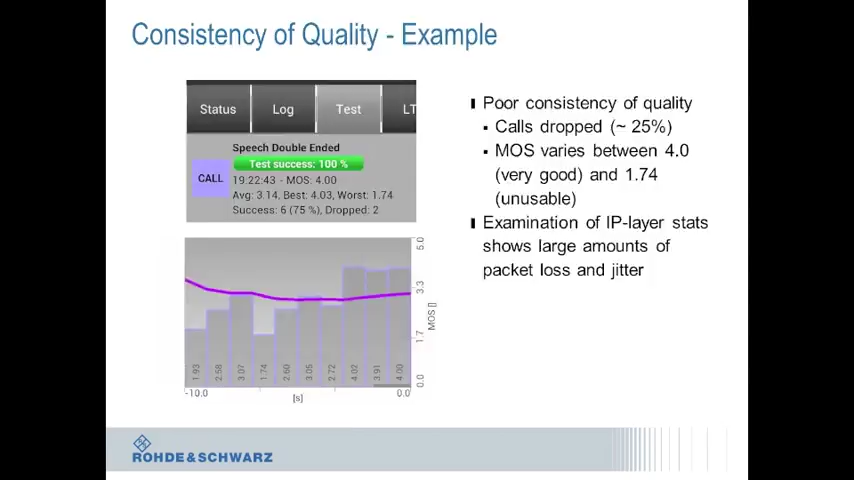 Consistency of Quality - Example
Status Log Test LT
Speech Double Ended
Test success: 100 %
CALL
19:22:43 - MOS: 4.00
Avg: 3.14, Best: 4.03, Worst: 1.74
Success: 6 (75 %), Dropped: 2
5.0
3.3
1.7
0.0
MOS []
1.93 2.58 3.07 1.74 2.60 3.05 2.72 4.02 3.91 4.00
-10.0 [s] 0.0
Poor consistency of quality
Calls dropped (~ 25%)
MOS varies between 4.0
(very good) and 1.74
(unusable)
Examination of IP-layer stats
shows large amounts of
packet loss and jitter
ROHDE&SCHWARZ